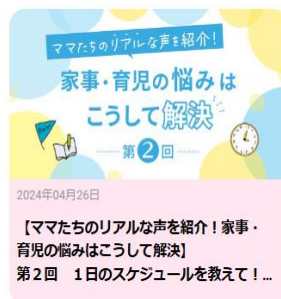 ママたちのリアルな声を紹介!
家事・育児の悩みは
こうして解決
第2回
2024年04月26日
【ママたちのリアルな声を紹介！家事・
育児の悩みはこうして解決】
第２回　１日のスケジュールを教えて！...